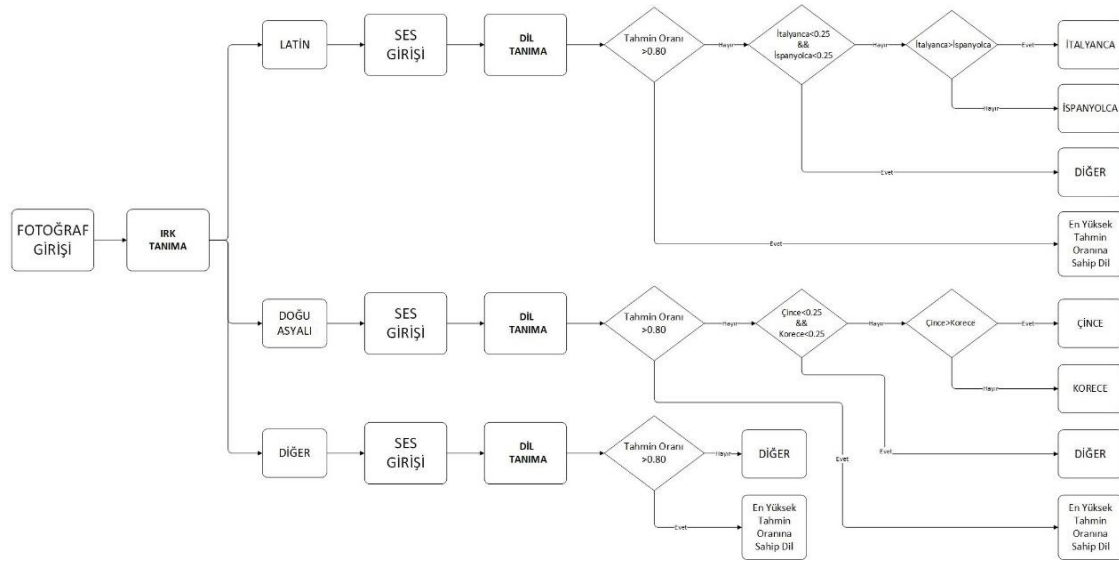 LATİN
SES
GİRİŞİ
DİL
TANIMA
Tahmin Oranı
>0.80
Hayır
İtalyanca<0.25
&&
İspanyolca<0.25
Hayır
İtalyanca>İspanyolca
Evet
İTALYANCA
Hayır
İSPANYOLCA
Evet
DİĞER
Evet
En Yüksek
Tahmin
Oranına
Sahip Dil
FOTOĞRAF
GİRİŞİ
IRK
TANIMA
DOĞU
ASYALI
SES
GİRİŞİ
DİL
TANIMA
Tahmin Oranı
>0.80
Hayır
Çince<0.25
&&
Korece<0.25
Hayır
Çince>Korece
Evet
ÇİNCE
Hayır
KORECE
Evet
DİĞER
Evet
En Yüksek
Tahmin
Oranına
Sahip Dil
DİĞER
SES
GİRİŞİ
DİL
TANIMA
Tahmin Oranı
>0.80
Hayır
DİĞER
Evet
En Yüksek
Tahmin
Oranına
Sahip Dil